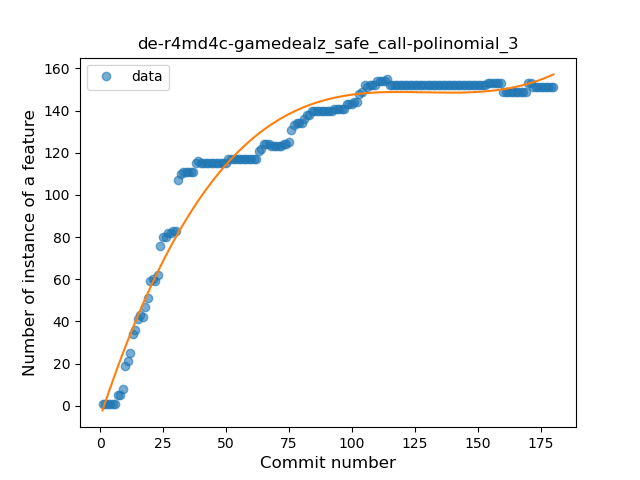 de-r4md4c-gamedealz_safe_call-polinomial_3
data
Number of instance of a feature
160
140
120
100
80
60
40
20
0
0 25 50 75 100 125 150 175
Commit number